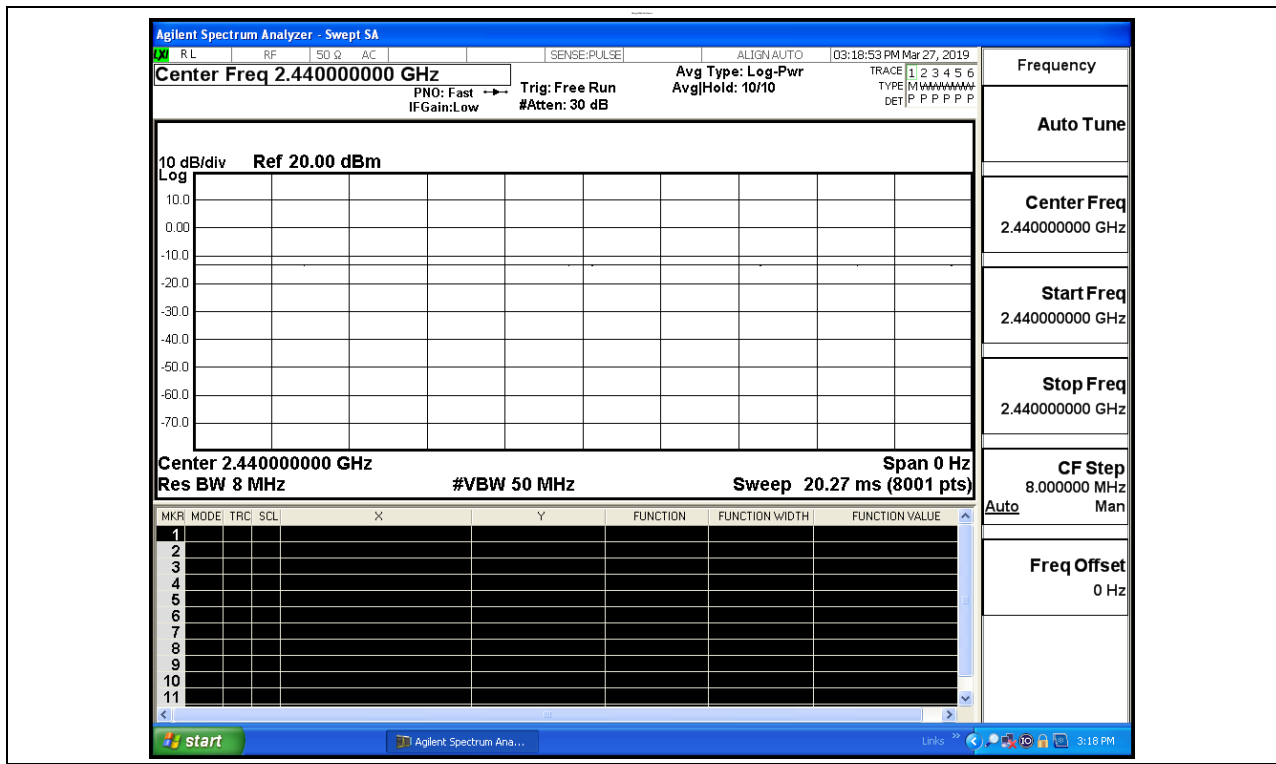 Agilent Spectrum Analyzer - Swept SA
LXI RL RF 50 Ω AC SENSE:PULSE ALIGN AUTO 03:18:53 PM Mar 27, 2019
Center Freq 2.440000000 GHz
PNO: Fast
IFGain:Low
Trig: Free Run
#Atten: 30 dB
Avg Type: Log-Pwr
Avg|Hold: 10/10
TRACE 1 2 3 4 5 6
TYPE M W W W W W
DET P P P P P P
10 dB/div Ref 20.00 dBm
Log
10.0
0.00
-10.0
-20.0
-30.0
-40.0
-50.0
-60.0
-70.0
Center 2.440000000 GHz Span 0 Hz
Res BW 8 MHz #VBW 50 MHz Sweep 20.27 ms (8001 pts)
MKR MODE TRC SCL X Y FUNCTION FUNCTION WIDTH FUNCTION VALUE
1
2
3
4
5
6
7
8
9
10
11
Frequency
Auto Tune
Center Freq
2.440000000 GHz
Start Freq
2.440000000 GHz
Stop Freq
2.440000000 GHz
CF Step
8.000000 MHz
Auto Man
Freq Offset
0 Hz
start Agilent Spectrum Ana... Links » 3:18 PM